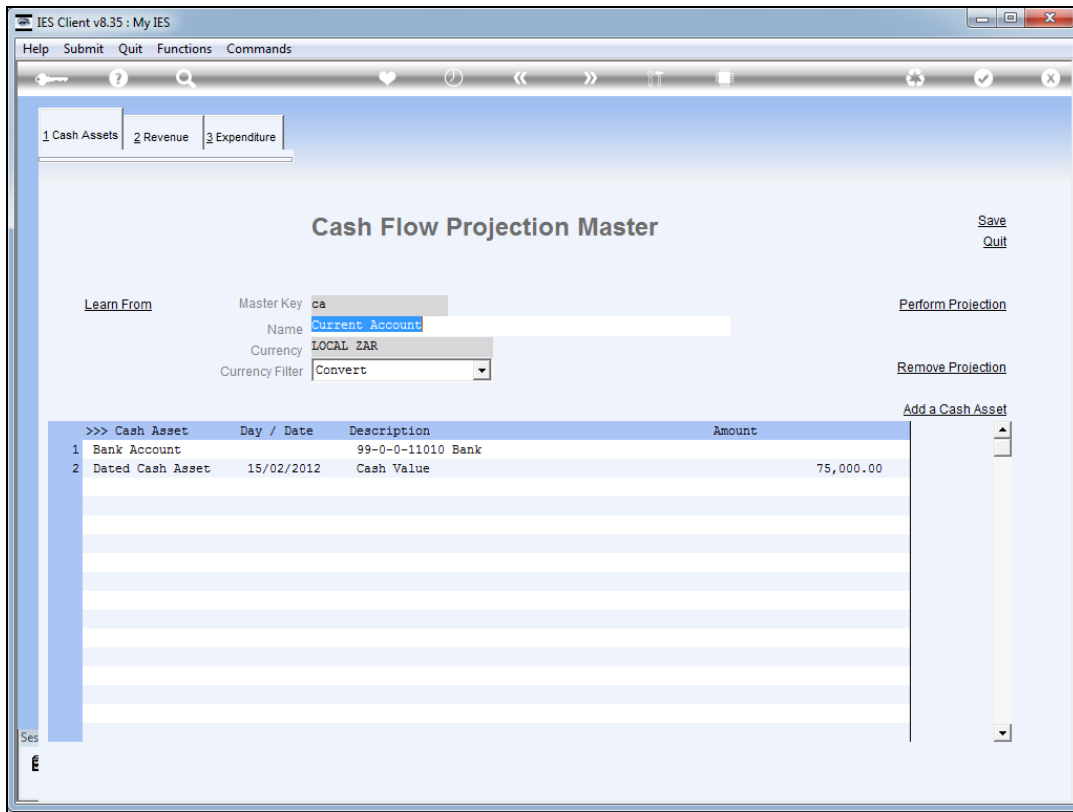 IES Client v8.35 : My IES
Help Submit Quit Functions Commands
1 Cash Assets 2 Revenue 3 Expenditure
Cash Flow Projection Master
Save
Quit
Learn From Master Key ca Perform Projection
Name Current Account
Currency LOCAL ZAR
Currency Filter Convert Remove Projection
Add a Cash Asset
>>> Cash Asset Day / Date Description Amount
1 Bank Account 99-0-0-11010 Bank
2 Dated Cash Asset 15/02/2012 Cash Value 75,000.00
Ses